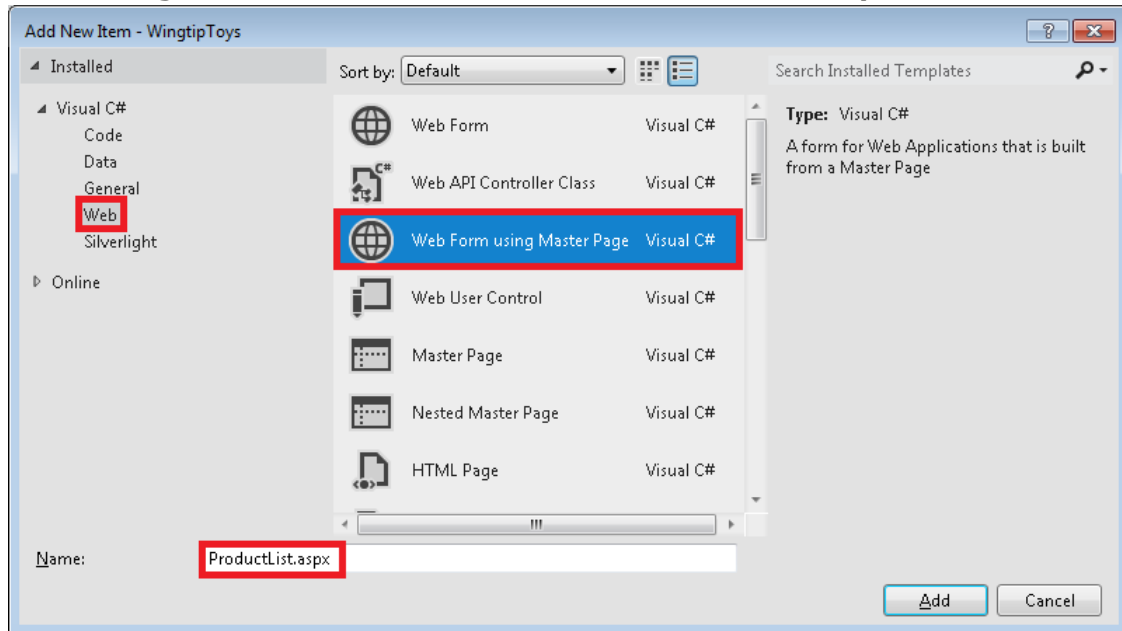 Add New Item - WingtipToys
Installed
Sort by: Default
Search Installed Templates
Visual C#
Code
Data
General
Web
Silverlight
Online
Web Form Visual C#
C#
Web API Controller Class Visual C#
Web Form using Master Page Visual C#
Web User Control Visual C#
Master Page Visual C#
Nested Master Page Visual C#
HTML Page Visual C#
Type: Visual C#
A form for Web Applications that is built
from a Master Page
Name: ProductList.aspx
Add Cancel